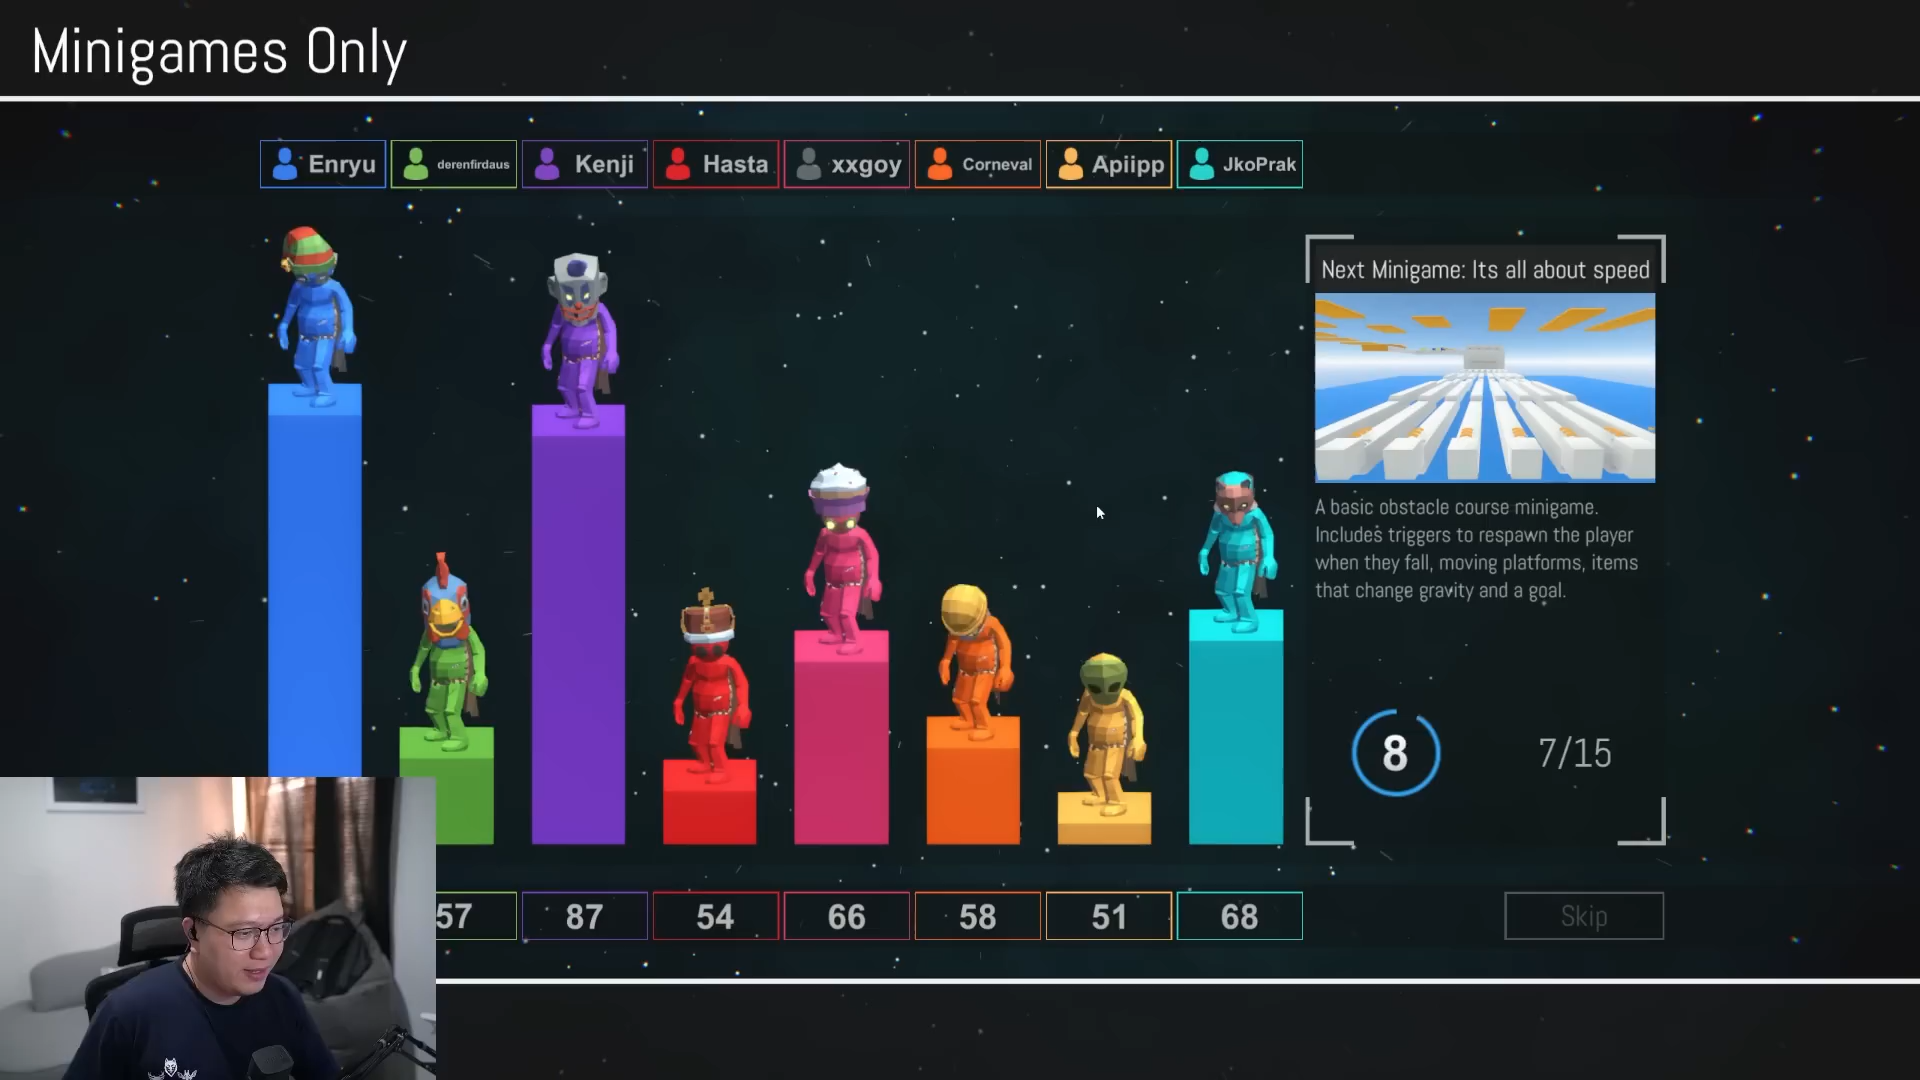 Minigames Only
Enryu
derenfirdaus
Kenji
Hasta
xxgoy
Corneval
Apiipp
JkoPrak
Next Minigame: Its all about speed
A basic obstacle course minigame.
Includes triggers to respawn the player
when they fall, moving platforms, items
that change gravity and a goal.
8
7/15
57
87
54
66
58
51
68
Skip